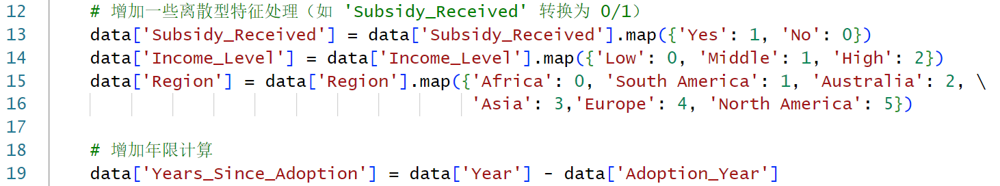 12 # 增加一些离散型特征处理（如 'Subsidy_Received' 转换为 0/1）
13 data['Subsidy_Received'] = data['Subsidy_Received'].map({'Yes': 1, 'No': 0})
14 data['Income_Level'] = data['Income_Level'].map({'Low': 0, 'Middle': 1, 'High': 2})
15 data['Region'] = data['Region'].map({'Africa': 0, 'South America': 1, 'Australia': 2, \
16 'Asia': 3,'Europe': 4, 'North America': 5})
17
18 # 增加年限计算
19 data['Years_Since_Adoption'] = data['Year'] - data['Adoption_Year']